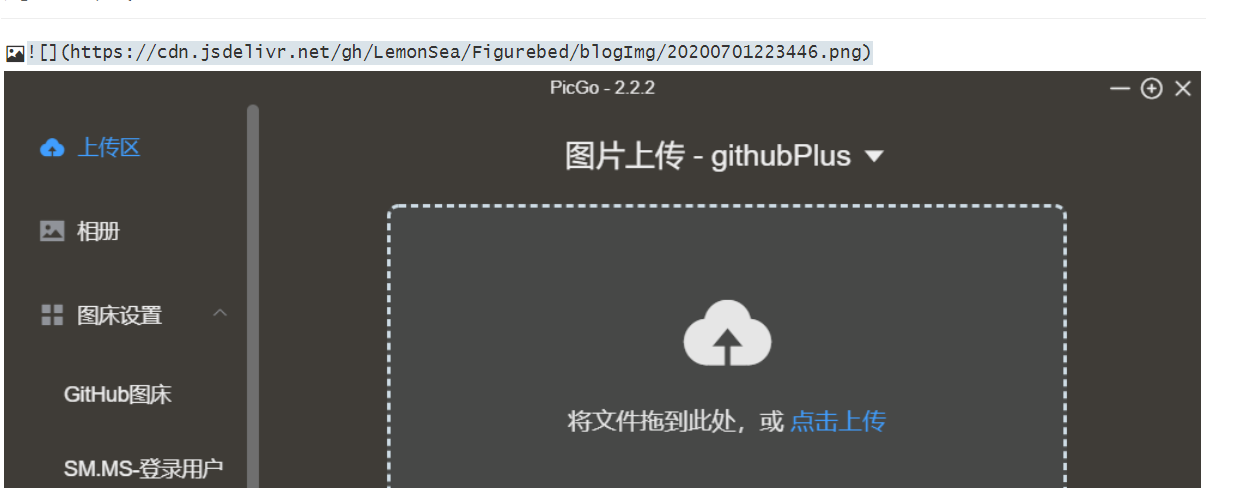 ![](https://cdn.jsdelivr.net/gh/LemonSea/Figurebed/blogImg/20200701223446.png)
PicGo - 2.2.2
上传区
图片上传 - githubPlus
相册
图床设置
GitHub图床
将文件拖到此处，或 点击上传
SM.MS-登录用户